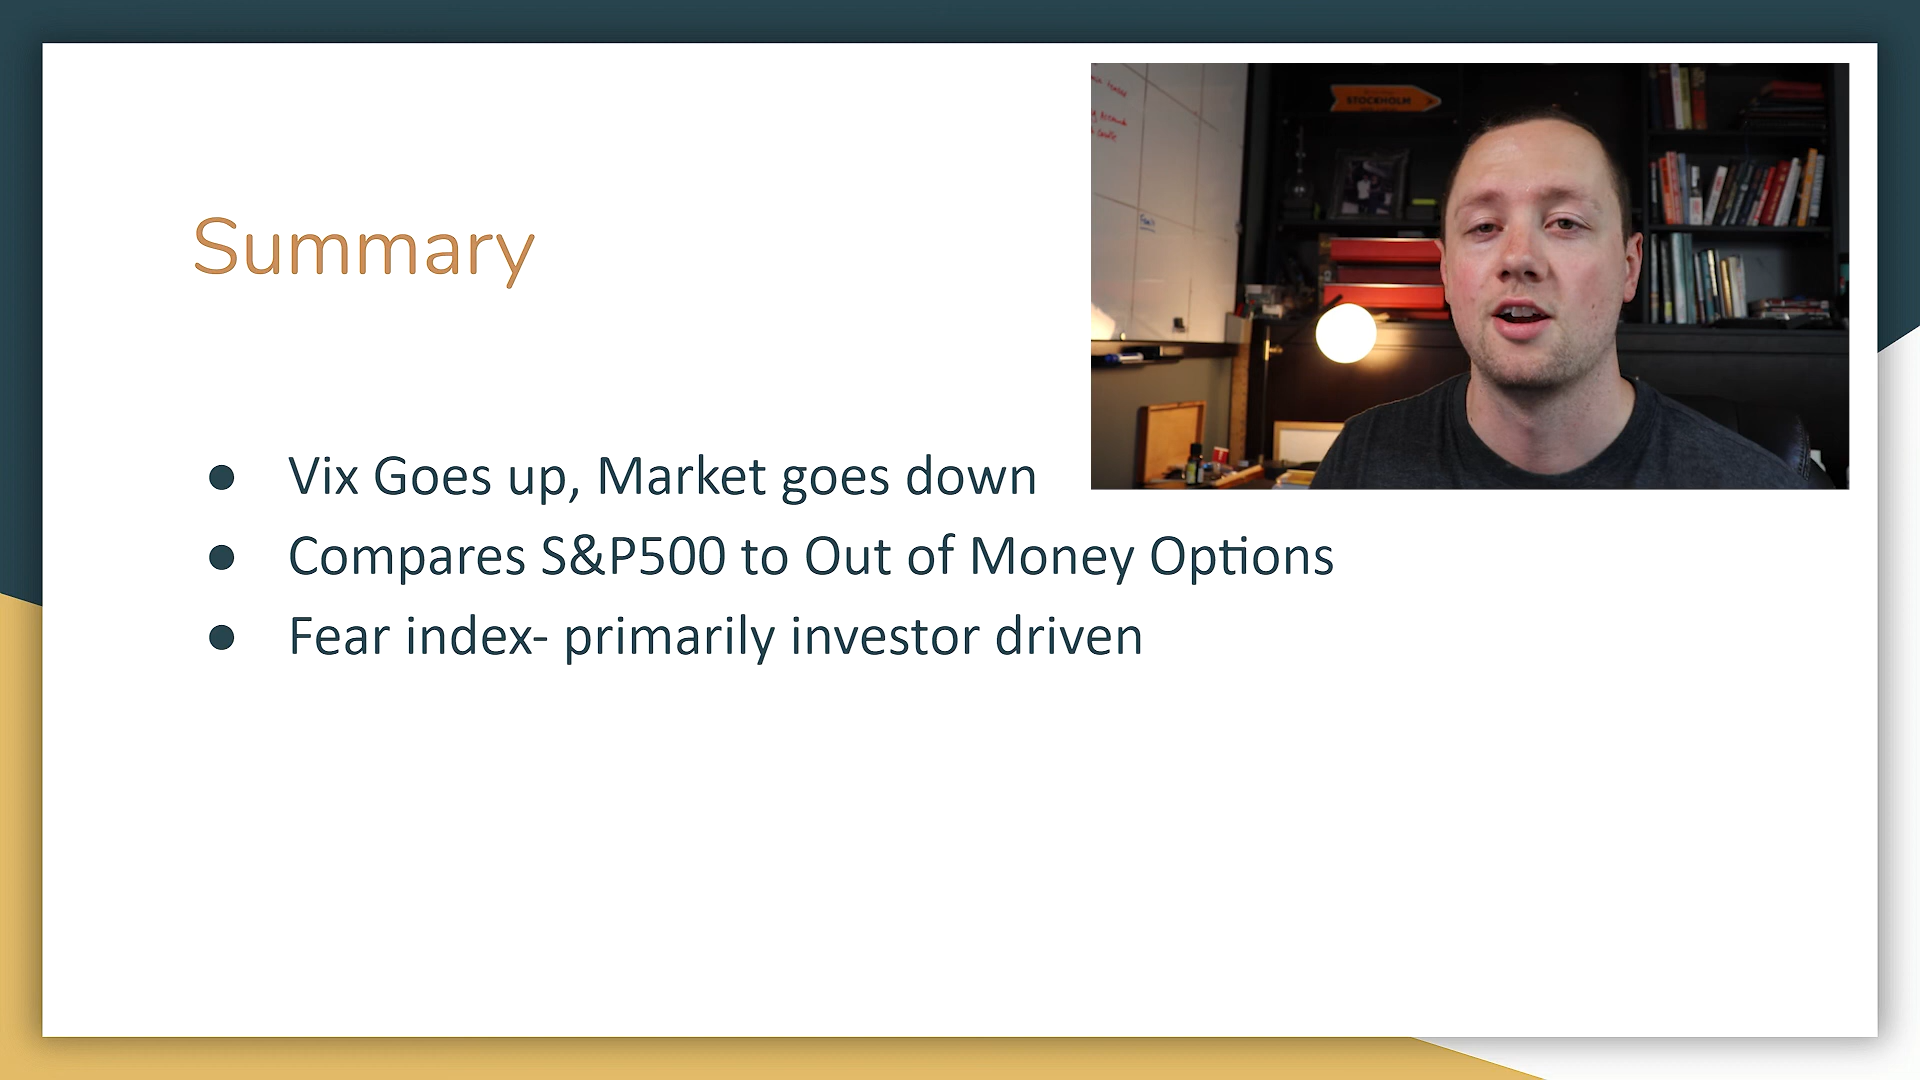 Summary
STOCKHOLM
● Vix Goes up, Market goes down
● Compares S&P500 to Out of Money Options
● Fear index- primarily investor driven